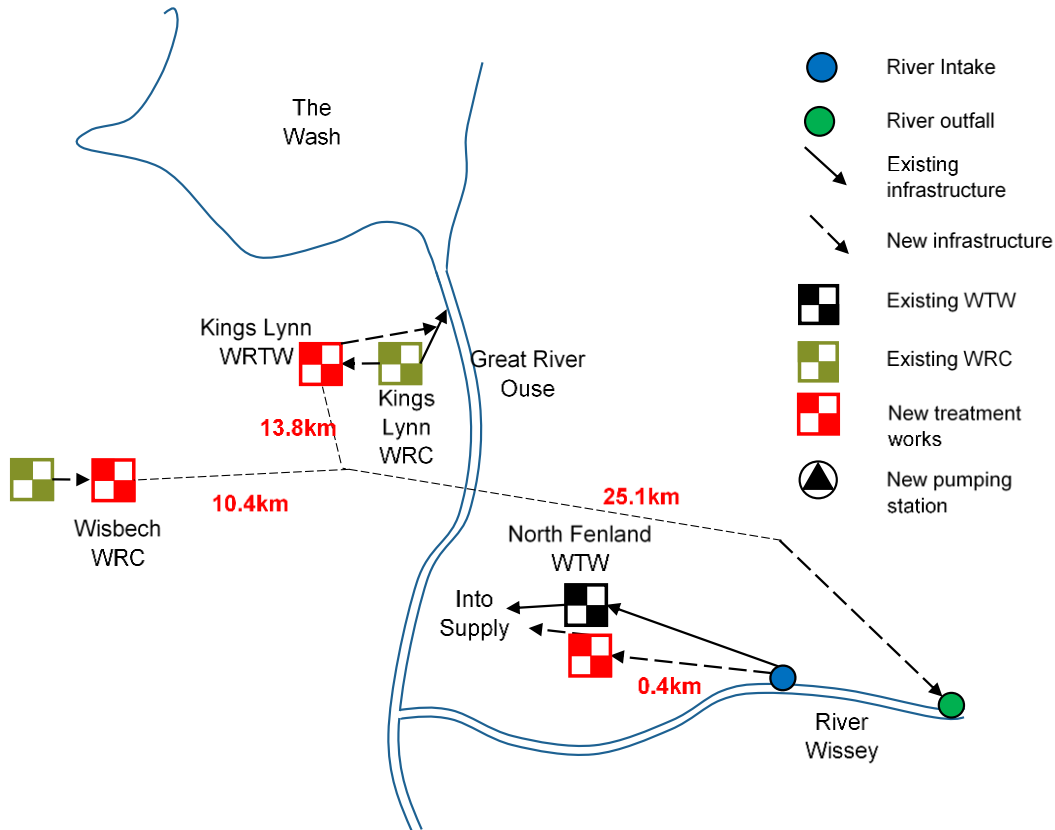 The
Wash
Kings Lynn
WRTW
Great River
Ouse
Kings
Lynn
WRC
13.8km
10.4km
25.1km
Wisbech
WRC
North Fenland
WTW
Into
Supply
0.4km
River
Wissey
River Intake
River outfall
Existing
infrastructure
New infrastructure
Existing WTW
Existing WRC
New treatment
works
New pumping
station